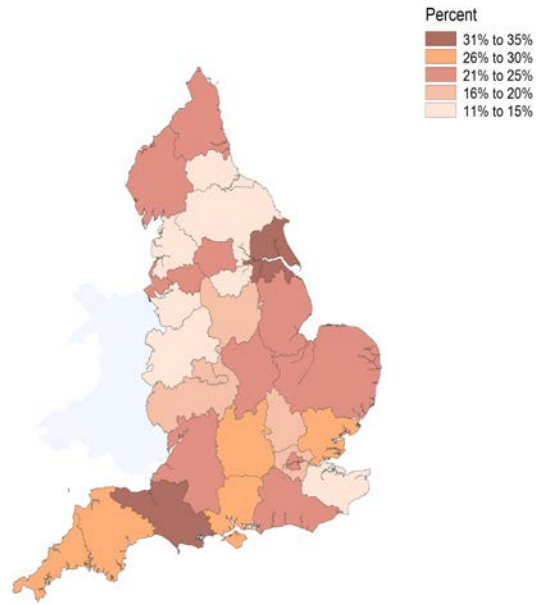 Percent
31% to 35%
26% to 30%
21% to 25%
16% to 20%
11% to 15%